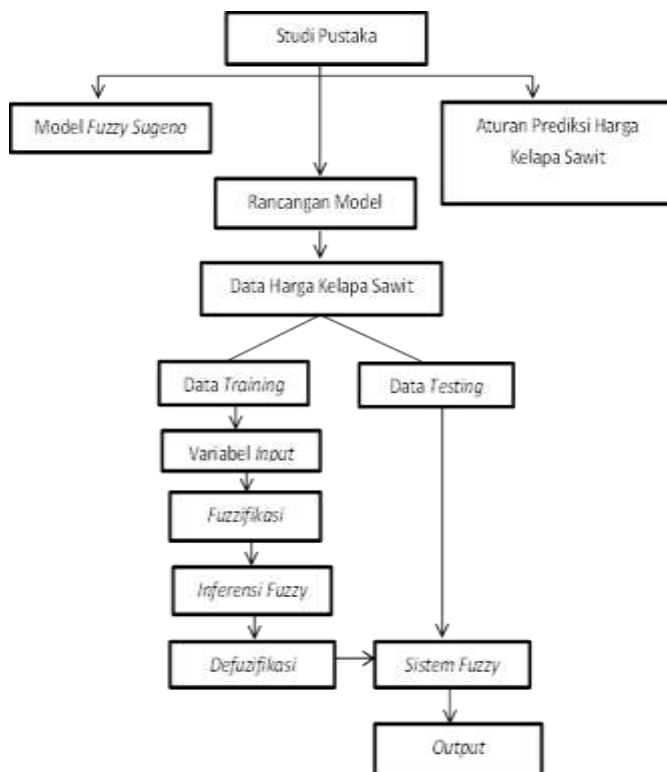 Studi Pustaka
Model Fuzzy Sugeno
Aturan Prediksi Harga
Kelapa Sawit
Rancangan Model
Data Harga Kelapa Sawit
Data Training
Data Testing
Variabel Input
Fuzzifikasi
Inferensi Fuzzy
Defuzifikasi
Sistem Fuzzy
Output